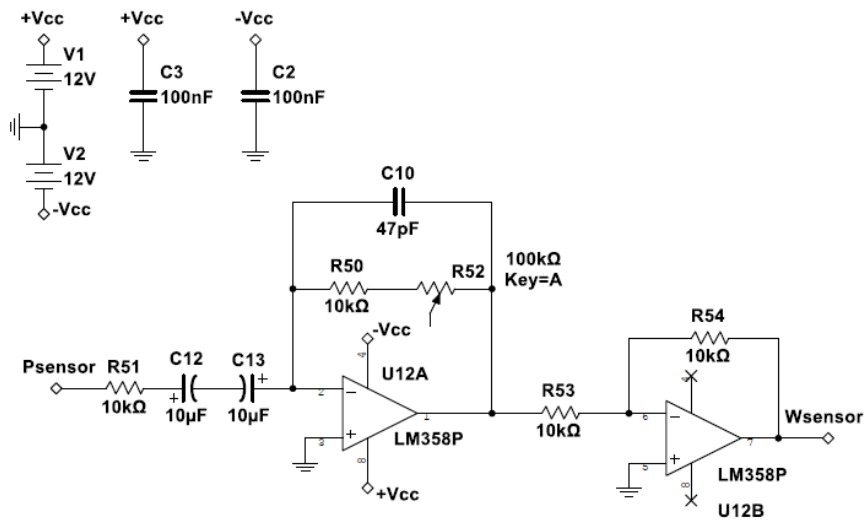 +Vcc
+Vcc
-Vcc
V1
12V
C3
100nF
C2
100nF
V2
12V
-Vcc
C10
47pF
R50
10kΩ
R52
100kΩ
Key=A
-Vcc
4
U12A
Psensor
R51
10kΩ
C12
+
10µF
C13
+
10µF
2
3
1
8
LM358P
+Vcc
R53
10kΩ
R54
10kΩ
4
6
5
7
8
Wsensor
LM358P
U12B